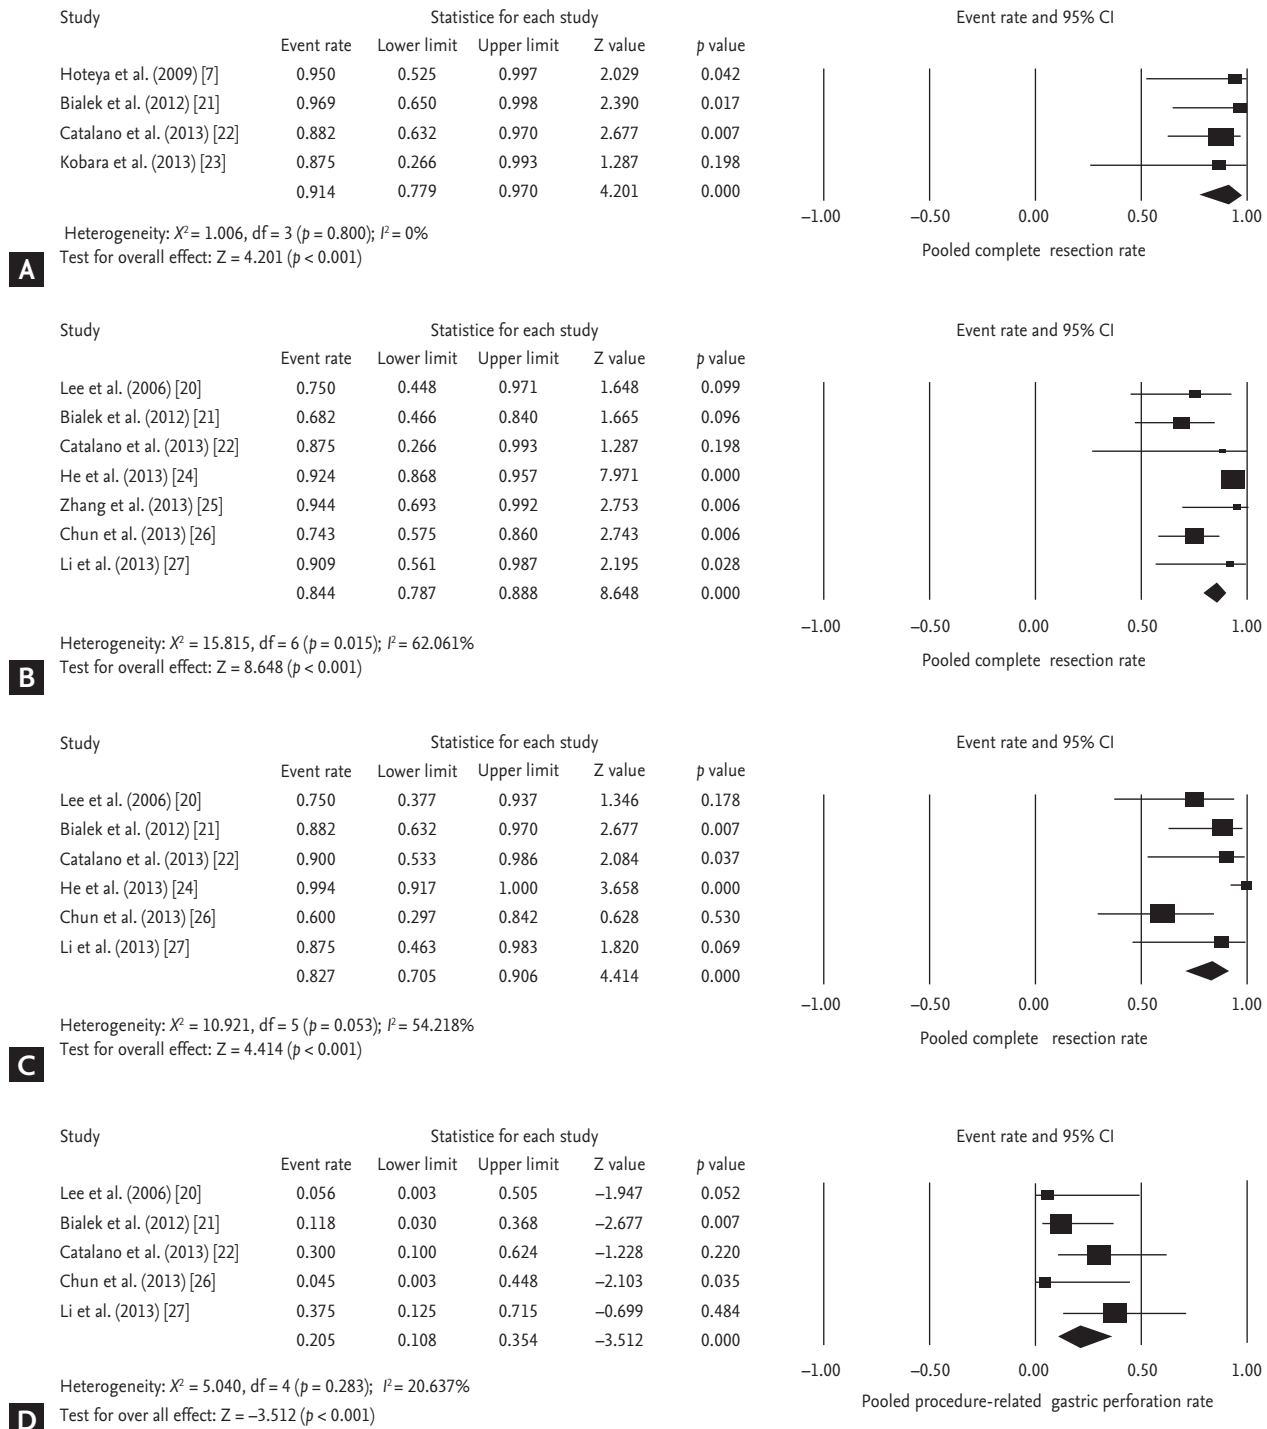 Study Statistice for each study Event rate and 95% CI
Event rate Lower limit Upper limit Z value p value
Hoteya et al. (2009) [7] 0.950 0.525 0.997 2.029 0.042
Bialek et al. (2012) [21] 0.969 0.650 0.998 2.390 0.017
Catalano et al. (2013) [22] 0.882 0.632 0.970 2.677 0.007
Kobara et al. (2013) [23] 0.875 0.266 0.993 1.287 0.198
0.914 0.779 0.970 4.201 0.000
−1.00 −0.50 0.00 0.50 1.00
Heterogeneity: X² = 1.006, df = 3 (p = 0.800); I² = 0%
Pooled complete resection rate
Test for overall effect: Z = 4.201 (p < 0.001)
A
Study Statistice for each study Event rate and 95% CI
Event rate Lower limit Upper limit Z value p value
Lee et al. (2006) [20] 0.750 0.448 0.971 1.648 0.099
Bialek et al. (2012) [21] 0.682 0.466 0.840 1.665 0.096
Catalano et al. (2013) [22] 0.875 0.266 0.993 1.287 0.198
He et al. (2013) [24] 0.924 0.868 0.957 7.971 0.000
Zhang et al. (2013) [25] 0.944 0.693 0.992 2.753 0.006
Chun et al. (2013) [26] 0.743 0.575 0.860 2.743 0.006
Li et al. (2013) [27] 0.909 0.561 0.987 2.195 0.028
0.844 0.787 0.888 8.648 0.000
−1.00 −0.50 0.00 0.50 1.00
Heterogeneity: X² = 15.815, df = 6 (p = 0.015); I² = 62.061%
Pooled complete resection rate
Test for overall effect: Z = 8.648 (p < 0.001)
B
Study Statistice for each study Event rate and 95% CI
Event rate Lower limit Upper limit Z value p value
Lee et al. (2006) [20] 0.750 0.377 0.937 1.346 0.178
Bialek et al. (2012) [21] 0.882 0.632 0.970 2.677 0.007
Catalano et al. (2013) [22] 0.900 0.533 0.986 2.084 0.037
He et al. (2013) [24] 0.994 0.917 1.000 3.658 0.000
Chun et al. (2013) [26] 0.600 0.297 0.842 0.628 0.530
Li et al. (2013) [27] 0.875 0.463 0.983 1.820 0.069
0.827 0.705 0.906 4.414 0.000
−1.00 −0.50 0.00 0.50 1.00
Heterogeneity: X² = 10.921, df = 5 (p = 0.053); I² = 54.218%
Pooled complete resection rate
Test for overall effect: Z = 4.414 (p < 0.001)
C
Study Statistice for each study Event rate and 95% CI
Event rate Lower limit Upper limit Z value p value
Lee et al. (2006) [20] 0.056 0.003 0.505 −1.947 0.052
Bialek et al. (2012) [21] 0.118 0.030 0.368 −2.677 0.007
Catalano et al. (2013) [22] 0.300 0.100 0.624 −1.228 0.220
Chun et al. (2013) [26] 0.045 0.003 0.448 −2.103 0.035
Li et al. (2013) [27] 0.375 0.125 0.715 −0.699 0.484
0.205 0.108 0.354 −3.512 0.000
−1.00 −0.50 0.00 0.50 1.00
Heterogeneity: X² = 5.040, df = 4 (p = 0.283); I² = 20.637%
Pooled procedure-related gastric perforation rate
Test for over all effect: Z = −3.512 (p < 0.001)
D